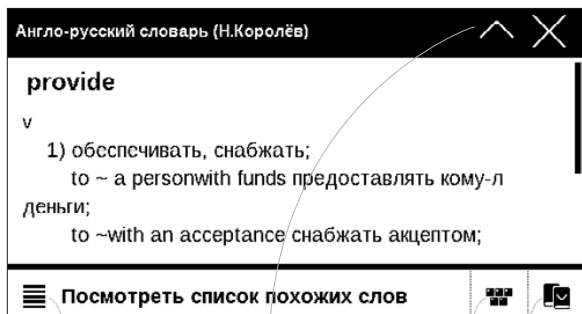 Англо-русский словарь (Н.Королёв)
provide
v
1) обеспечивать, снабжать;
to ~ a personwith funds предоставлять кому-л
деньги;
to ~with an acceptance снабжать акцептом;
Посмотреть список похожих слов